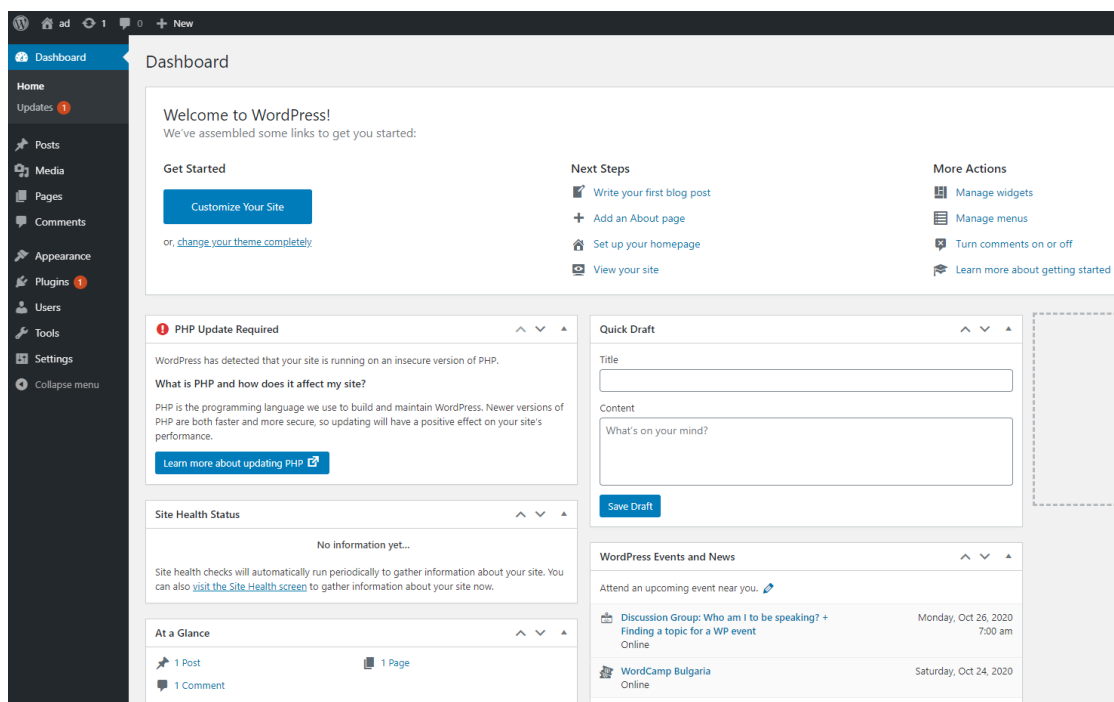 ad 1 0 New
Dashboard
Home
Updates 1
Posts
Media
Pages
Comments
Appearance
Plugins 1
Users
Tools
Settings
Collapse menu
Dashboard
Welcome to WordPress!
We've assembled some links to get you started:
Get Started
Customize Your Site
or, change your theme completely
Next Steps
Write your first blog post
Add an About page
Set up your homepage
View your site
More Actions
Manage widgets
Manage menus
Turn comments on or off
Learn more about getting started
PHP Update Required
WordPress has detected that your site is running on an insecure version of PHP.
What is PHP and how does it affect my site?
PHP is the programming language we use to build and maintain WordPress. Newer versions of
PHP are both faster and more secure, so updating will have a positive effect on your site's
performance.
Learn more about updating PHP
Site Health Status
No information yet...
Site health checks will automatically run periodically to gather information about your site. You
can also visit the Site Health screen to gather information about your site now.
At a Glance
1 Post
1 Page
1 Comment
Quick Draft
Title
Content
What's on your mind?
Save Draft
WordPress Events and News
Attend an upcoming event near you.
Discussion Group: Who am I to be speaking? +
Finding a topic for a WP event
Online
Monday, Oct 26, 2020
7:00 am
WordCamp Bulgaria
Online
Saturday, Oct 24, 2020